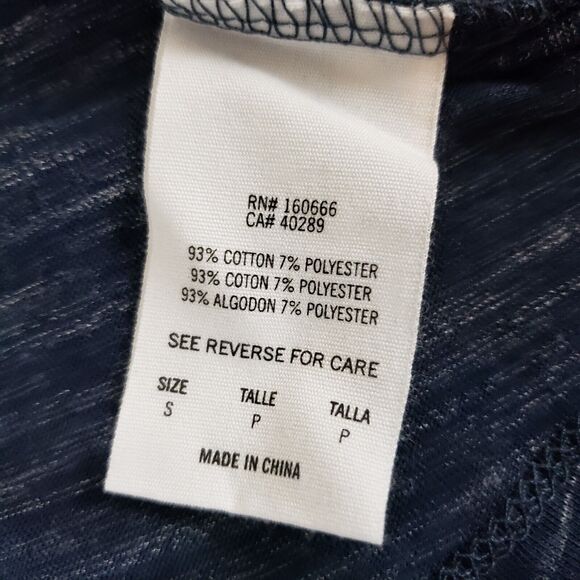 RN# 160666
CA# 40289
93% COTTON 7% POLYESTER
93% COTON 7% POLYESTER
93% ALGODON 7% POLYESTER
SEE REVERSE FOR CARE
SIZE TALLE TALLA
S P P
MADE IN CHINA